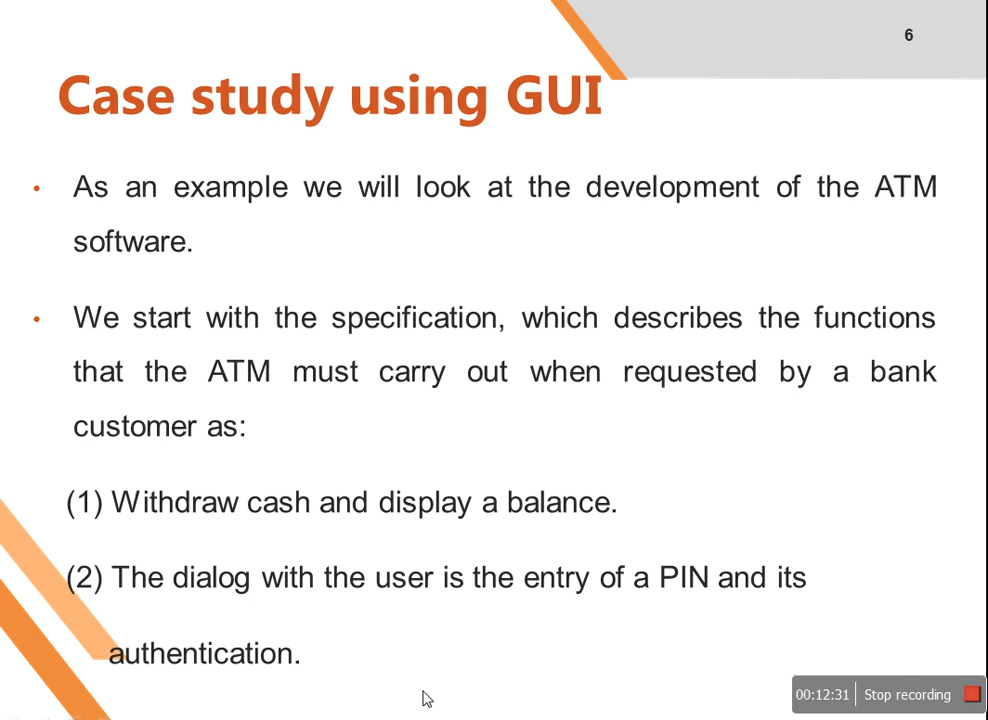 6
Case study using GUI
• As an example we will look at the development of the ATM
software.
• We start with the specification, which describes the functions
that the ATM must carry out when requested by a bank
customer as:
(1) Withdraw cash and display a balance.
(2) The dialog with the user is the entry of a PIN and its
authentication.
00:12:31 Stop recording